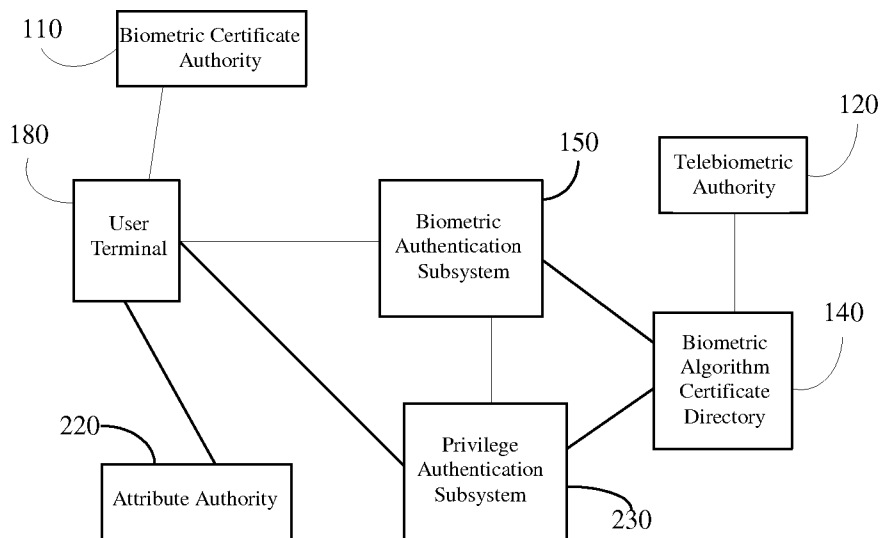 110
Biometric Certificate
Authority
180
User
Terminal
150
Biometric
Authentication
Subsystem
120
Telebiometric
Authority
140
Biometric
Algorithm
Certificate
Directory
220
Attribute Authority
Privilege
Authentication
Subsystem
230